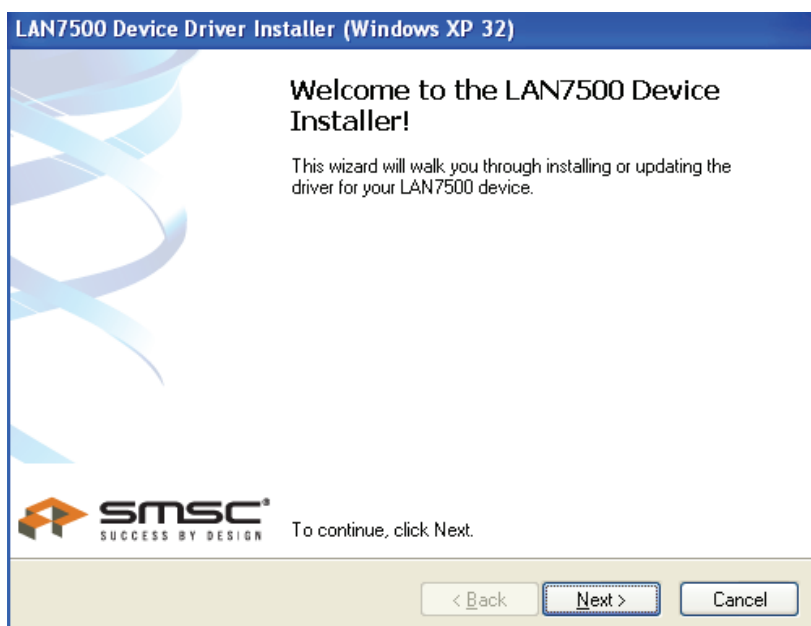 LAN7500 Device Driver Installer (Windows XP 32)
Welcome to the LAN7500 Device
Installer!
This wizard will walk you through installing or updating the
driver for your LAN7500 device.
smsc®
SUCCESS BY DESIGN
To continue, click Next.
< Back
Next >
Cancel